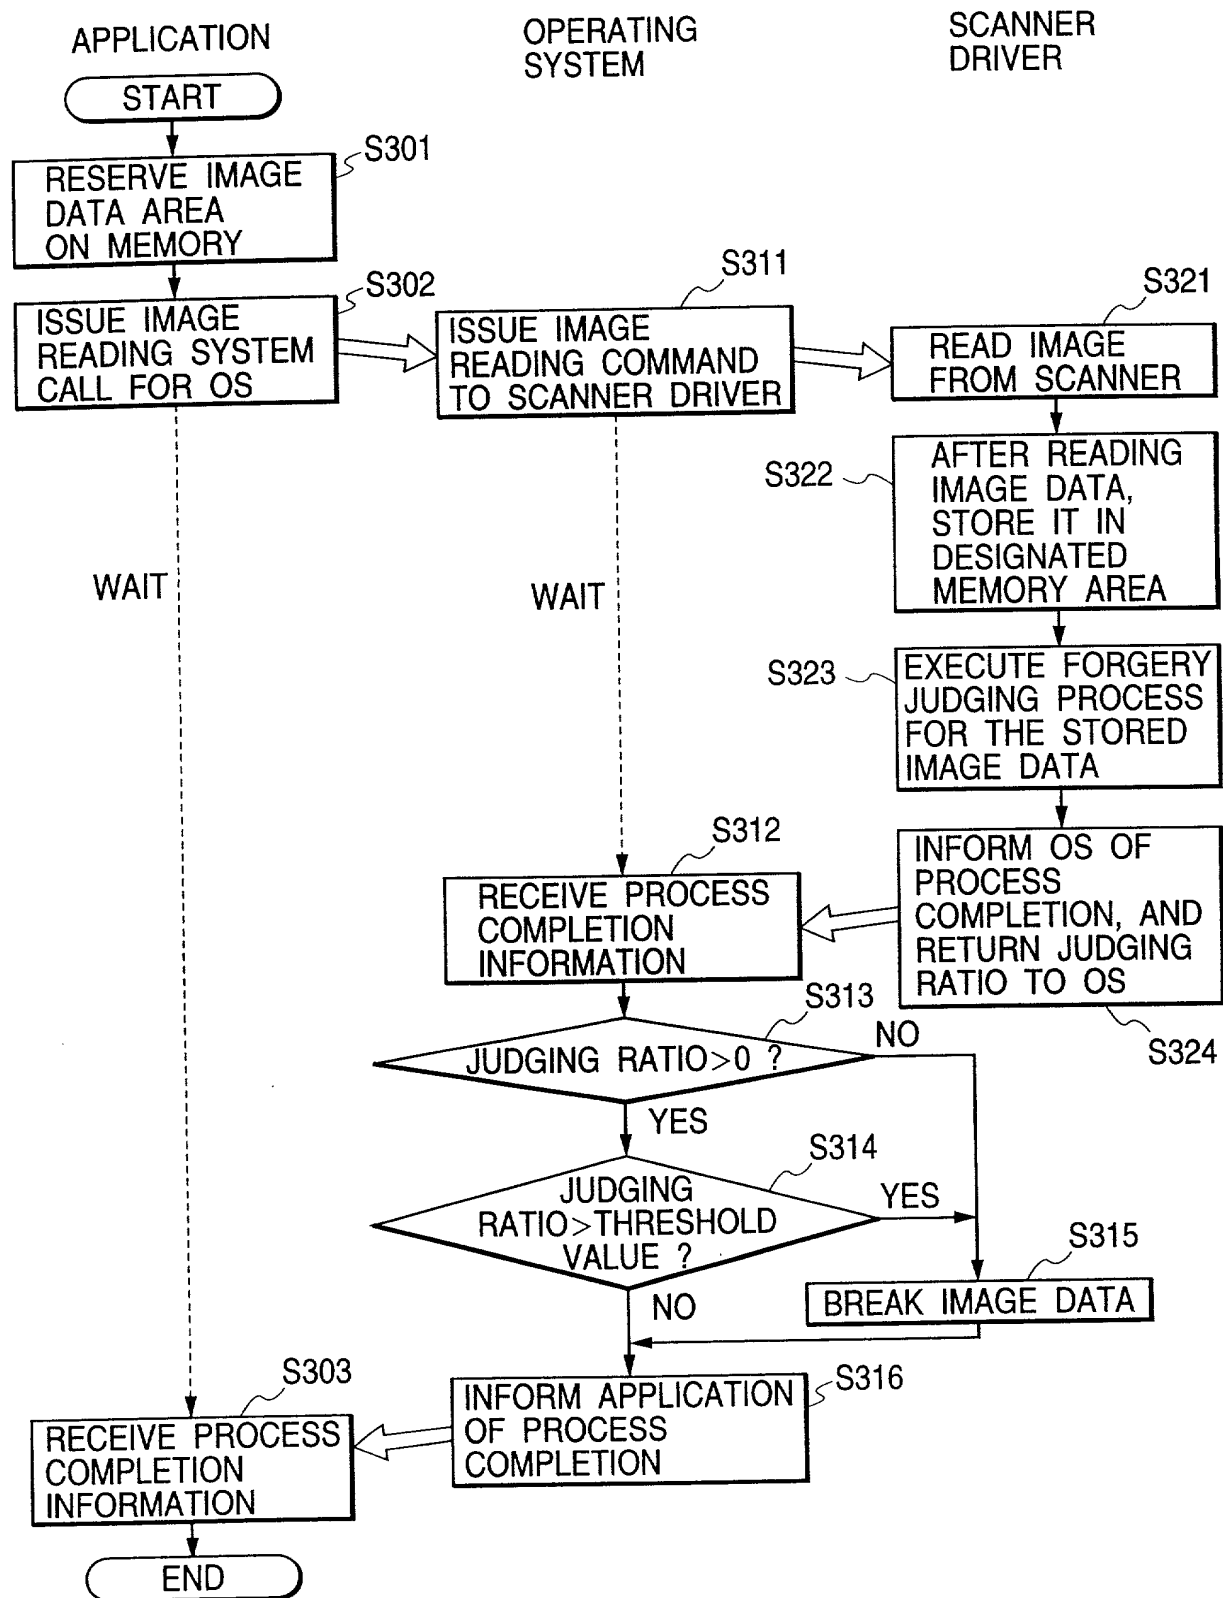 APPLICATION
OPERATING
SYSTEM
SCANNER
DRIVER
START
S301
RESERVE IMAGE
DATA AREA
ON MEMORY
S302
ISSUE IMAGE
READING SYSTEM
CALL FOR OS
S311
ISSUE IMAGE
READING COMMAND
TO SCANNER DRIVER
S321
READ IMAGE
FROM SCANNER
S322
AFTER READING
IMAGE DATA,
STORE IT IN
DESIGNATED
MEMORY AREA
WAIT
WAIT
S323
EXECUTE FORGERY
JUDGING PROCESS
FOR THE STORED
IMAGE DATA
S312
RECEIVE PROCESS
COMPLETION
INFORMATION
INFORM OS OF
PROCESS
COMPLETION, AND
RETURN JUDGING
RATIO TO OS
S324
S313
JUDGING RATIO>0 ?
NO
YES
S314
JUDGING
RATIO>THRESHOLD
VALUE ?
YES
NO
S315
BREAK IMAGE DATA
S316
INFORM APPLICATION
OF PROCESS
COMPLETION
S303
RECEIVE PROCESS
COMPLETION
INFORMATION
END